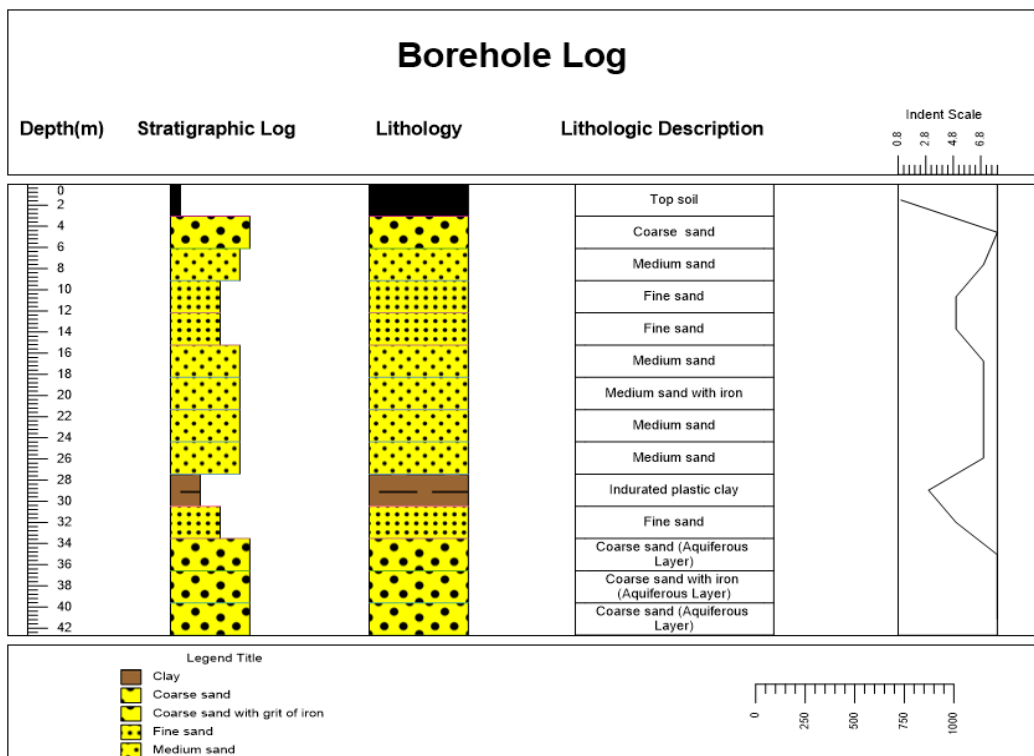 Borehole Log
Depth(m)
Stratigraphic Log
Lithology
Lithologic Description
Indent Scale
0.8
2.8
4.8
6.8
0
2
4
6
8
10
12
14
16
18
20
22
24
26
28
30
32
34
36
38
40
42
Top soil
Coarse sand
Medium sand
Fine sand
Fine sand
Medium sand
Medium sand with iron
Medium sand
Medium sand
Indurated plastic clay
Fine sand
Coarse sand (Aquiferous
Layer)
Coarse sand with iron
(Aquiferous Layer)
Coarse sand (Aquiferous
Layer)
Legend Title
Clay
Coarse sand
Coarse sand with grit of iron
Fine sand
Medium sand
0
250
500
750
1000